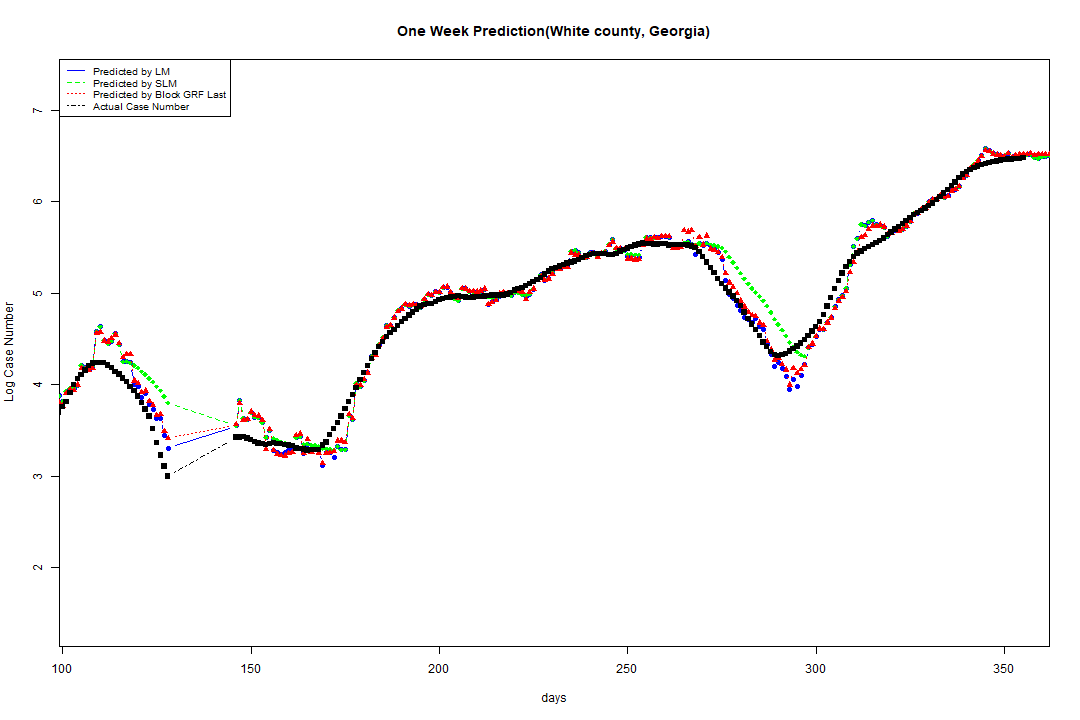 One Week Prediction(White county, Georgia)
Predicted by LM
Predicted by SLM
Predicted by Block GRF Last
Actual Case Number
7
6
5
4
3
2
Log Case Number
100 150 200 250 300 350
days